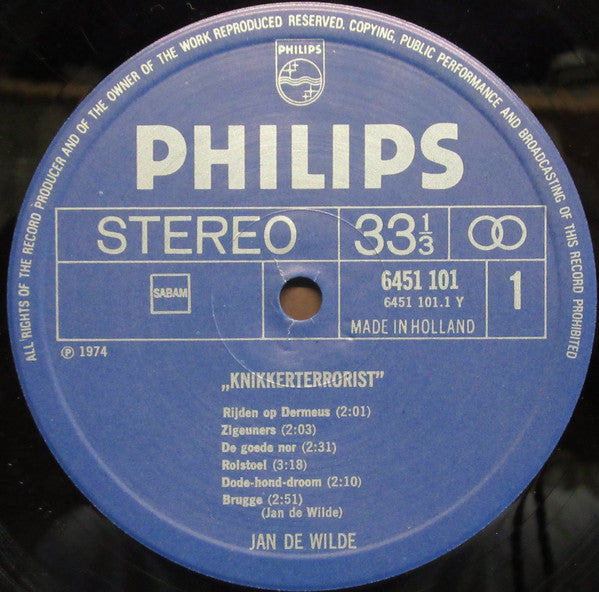 ALL RIGHTS OF THE RECORD PRODUCER AND OF THE OWNER OF THE WORK REPRODUCED RESERVED. COPYING, PUBLIC PERFORMANCE AND BROADCASTING OF THIS RECORD PROHIBITED
PHILIPS
PHILIPS
STEREO 33 1/3
SABAM
6451 101
6451 101.1 Y
1
MADE IN HOLLAND
℗ 1974
„KNIKKERTERRORIST”
Rijden op Dermeus (2:01)
Zigeuners (2:03)
De goede nor (2:31)
Rolstoel (3:18)
Dode-hond-droom (2:10)
Brugge (2:51)
(Jan de Wilde)
JAN DE WILDE